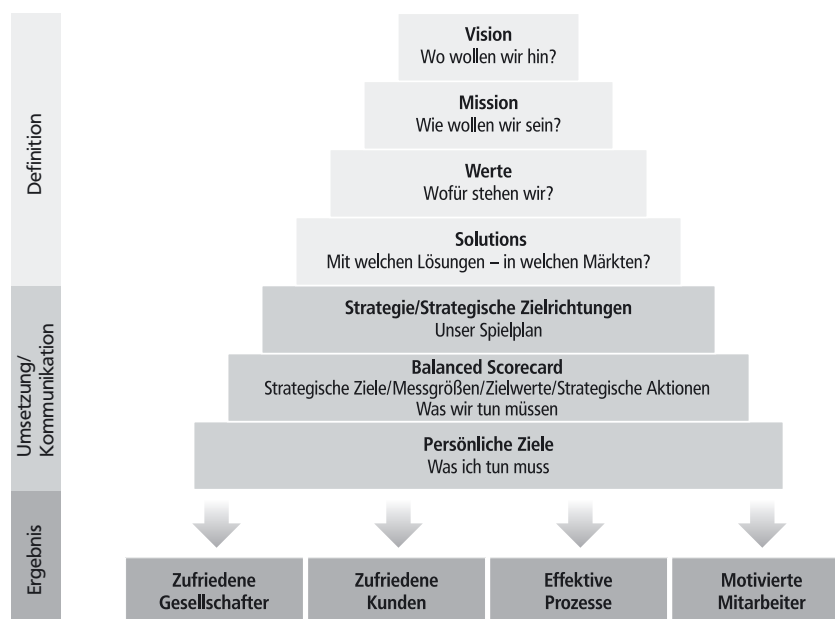 Definition
Vision
Wo wollen wir hin?
Mission
Wie wollen wir sein?
Werte
Wofür stehen wir?
Solutions
Mit welchen Lösungen – in welchen Märkten?
Umsetzung/
Kommunikation
Strategie/Strategische Zielrichtungen
Unser Spielplan
Balanced Scorecard
Strategische Ziele/Messgrößen/Zielwerte/Strategische Aktionen
Was wir tun müssen
Persönliche Ziele
Was ich tun muss
Ergebnis
Zufriedene
Gesellschafter
Zufriedene
Kunden
Effektive
Prozesse
Motivierte
Mitarbeiter